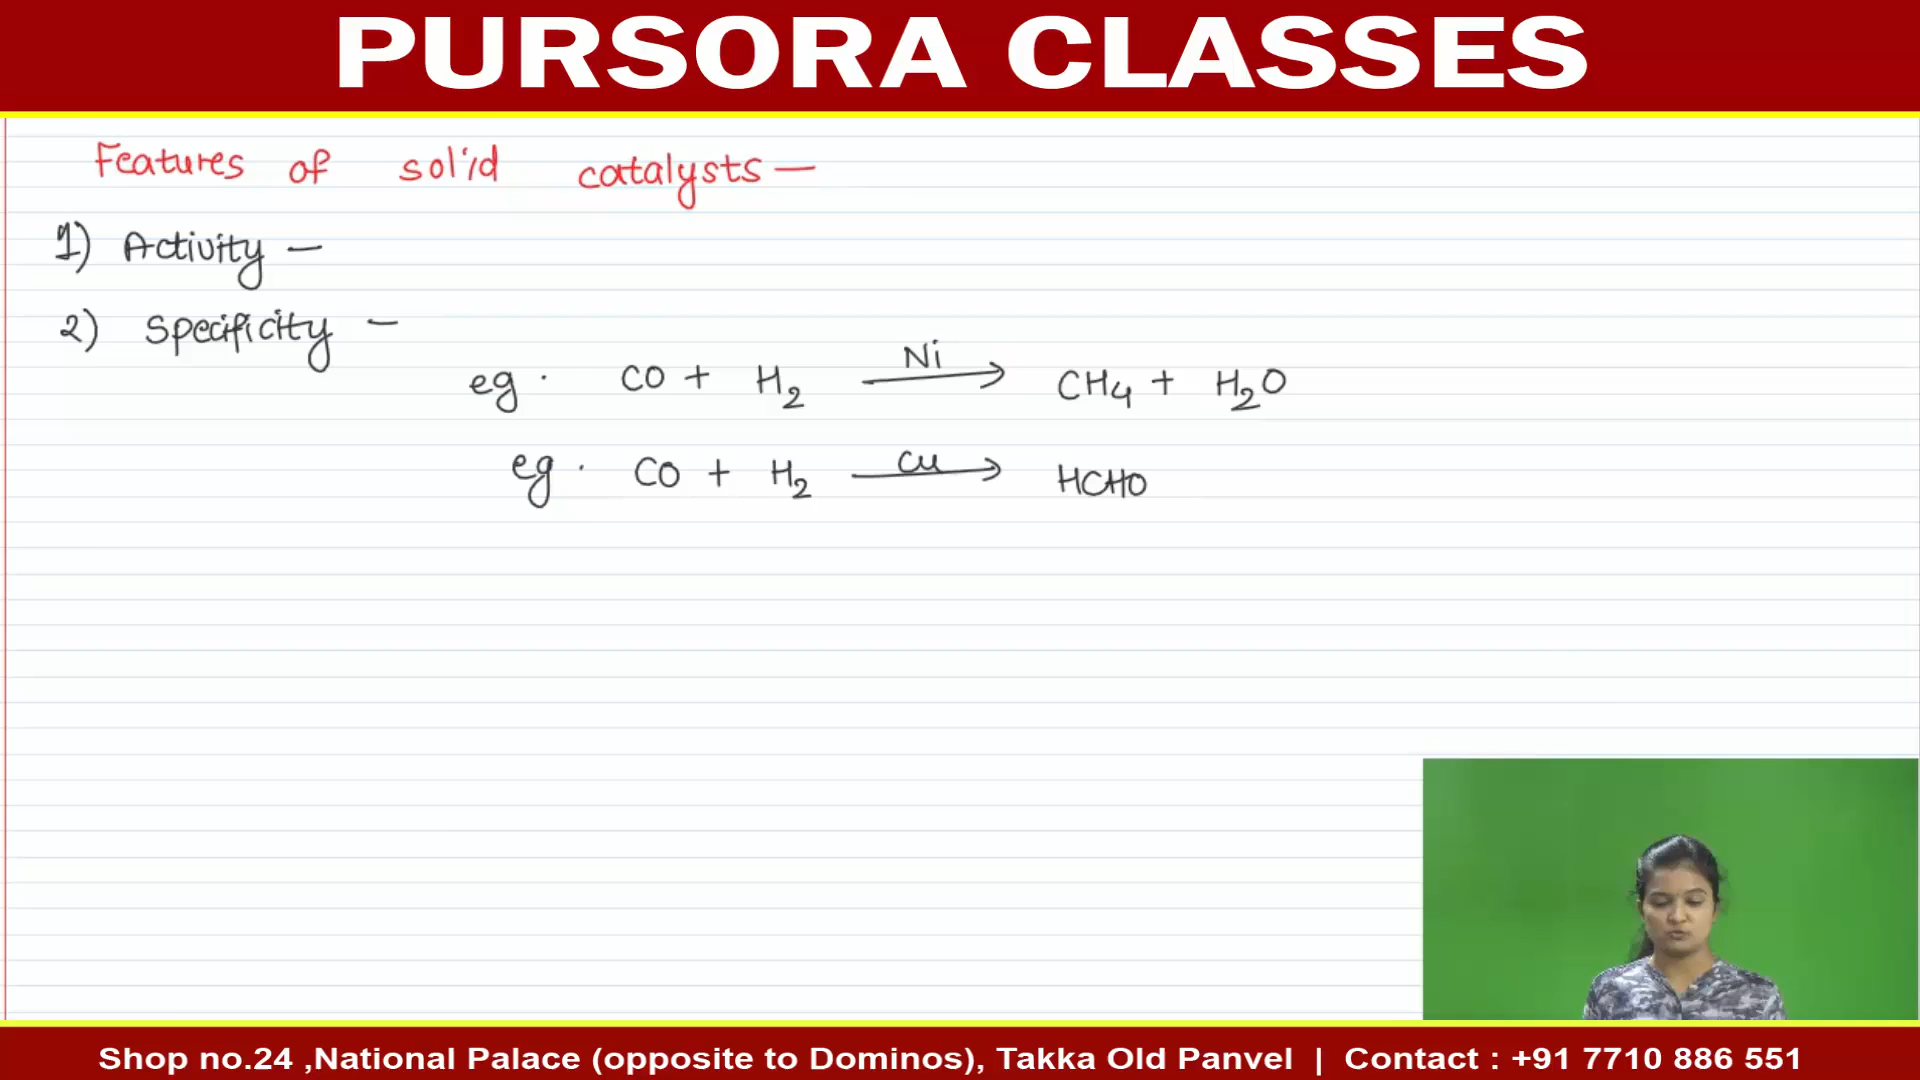 PURSORA CLASSES
Features of solid catalysts —
1) Activity —
2) Specificity —
eg. CO + H₂ —Ni→ CH₄ + H₂O
eg. CO + H₂ —Cu→ HCHO
Shop no.24 ,National Palace (opposite to Dominos), Takka Old Panvel | Contact : +91 7710 886 551